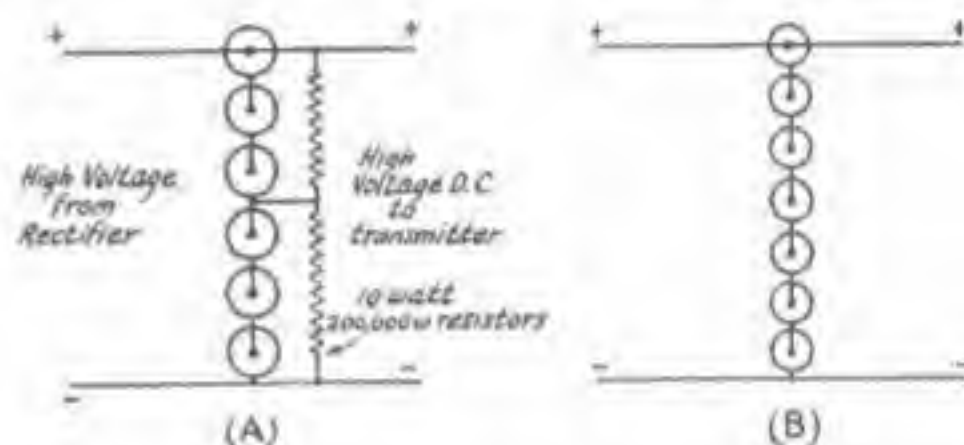 + +
High Voltage
from
Rectifier
High
Voltage D.C
to
transmitter
10 watt
200,000ω resistors
- -
(A)
+ +
- -
(B)